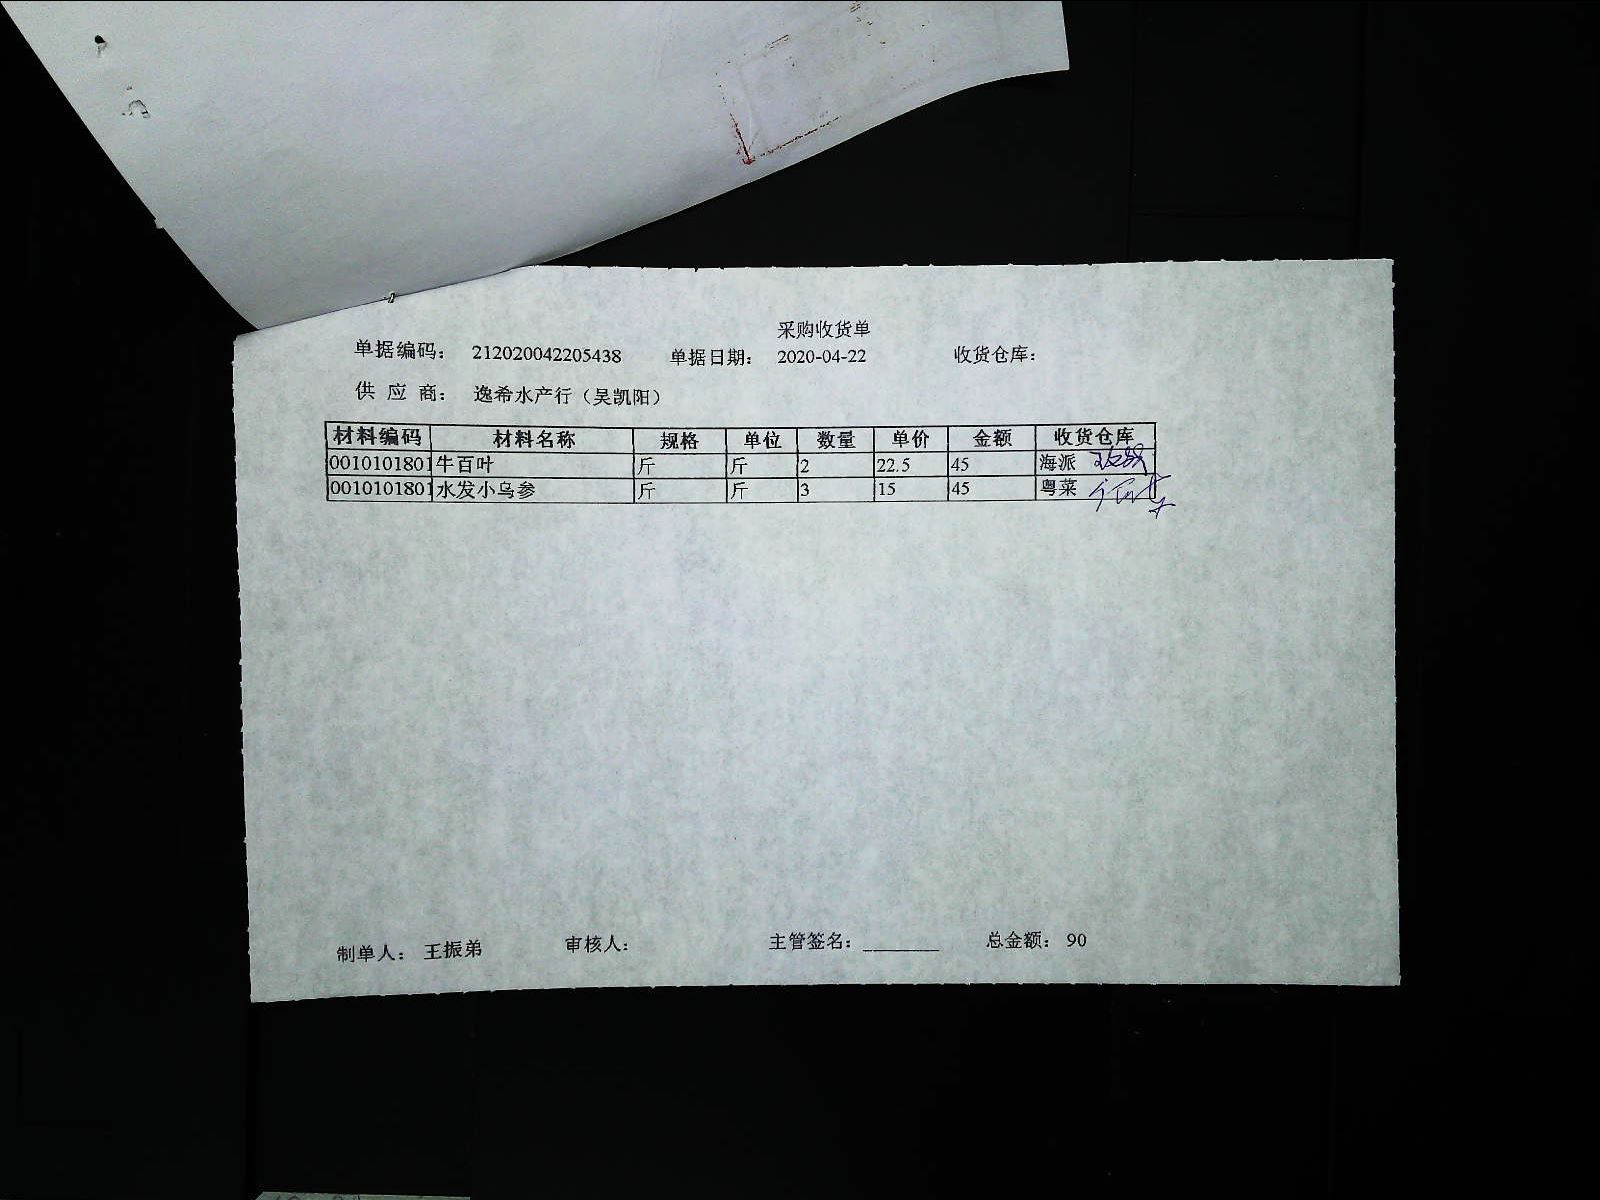 采购收货单
单据编码： 212020042205438 单据日期： 2020-04-22 收货仓库：
供 应 商： 逸希水产行（吴凯阳）
材料编码 材料名称 规格 单位 数量 单价 金额 收货仓库
0010101801 牛百叶 斤 斤 2 22.5 45 海派
0010101801 水发小乌参 斤 斤 3 15 45 粤菜
制单人： 王振弟 审核人： 主管签名：________ 总金额： 90